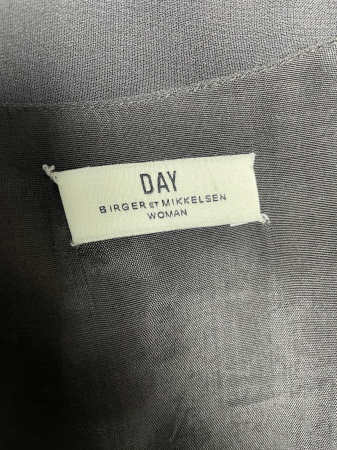 DAY
BIRGER ET MIKKELSEN
WOMAN